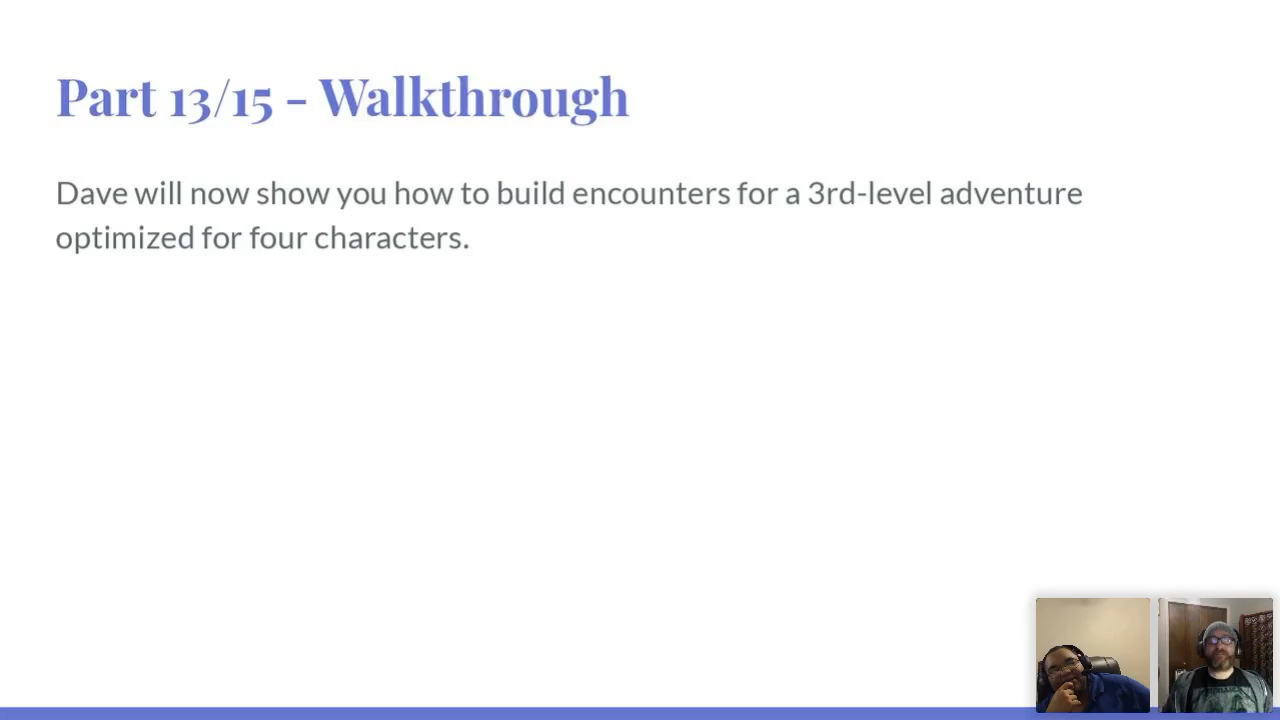 Part 13/15 - Walkthrough
Dave will now show you how to build encounters for a 3rd-level adventure
optimized for four characters.